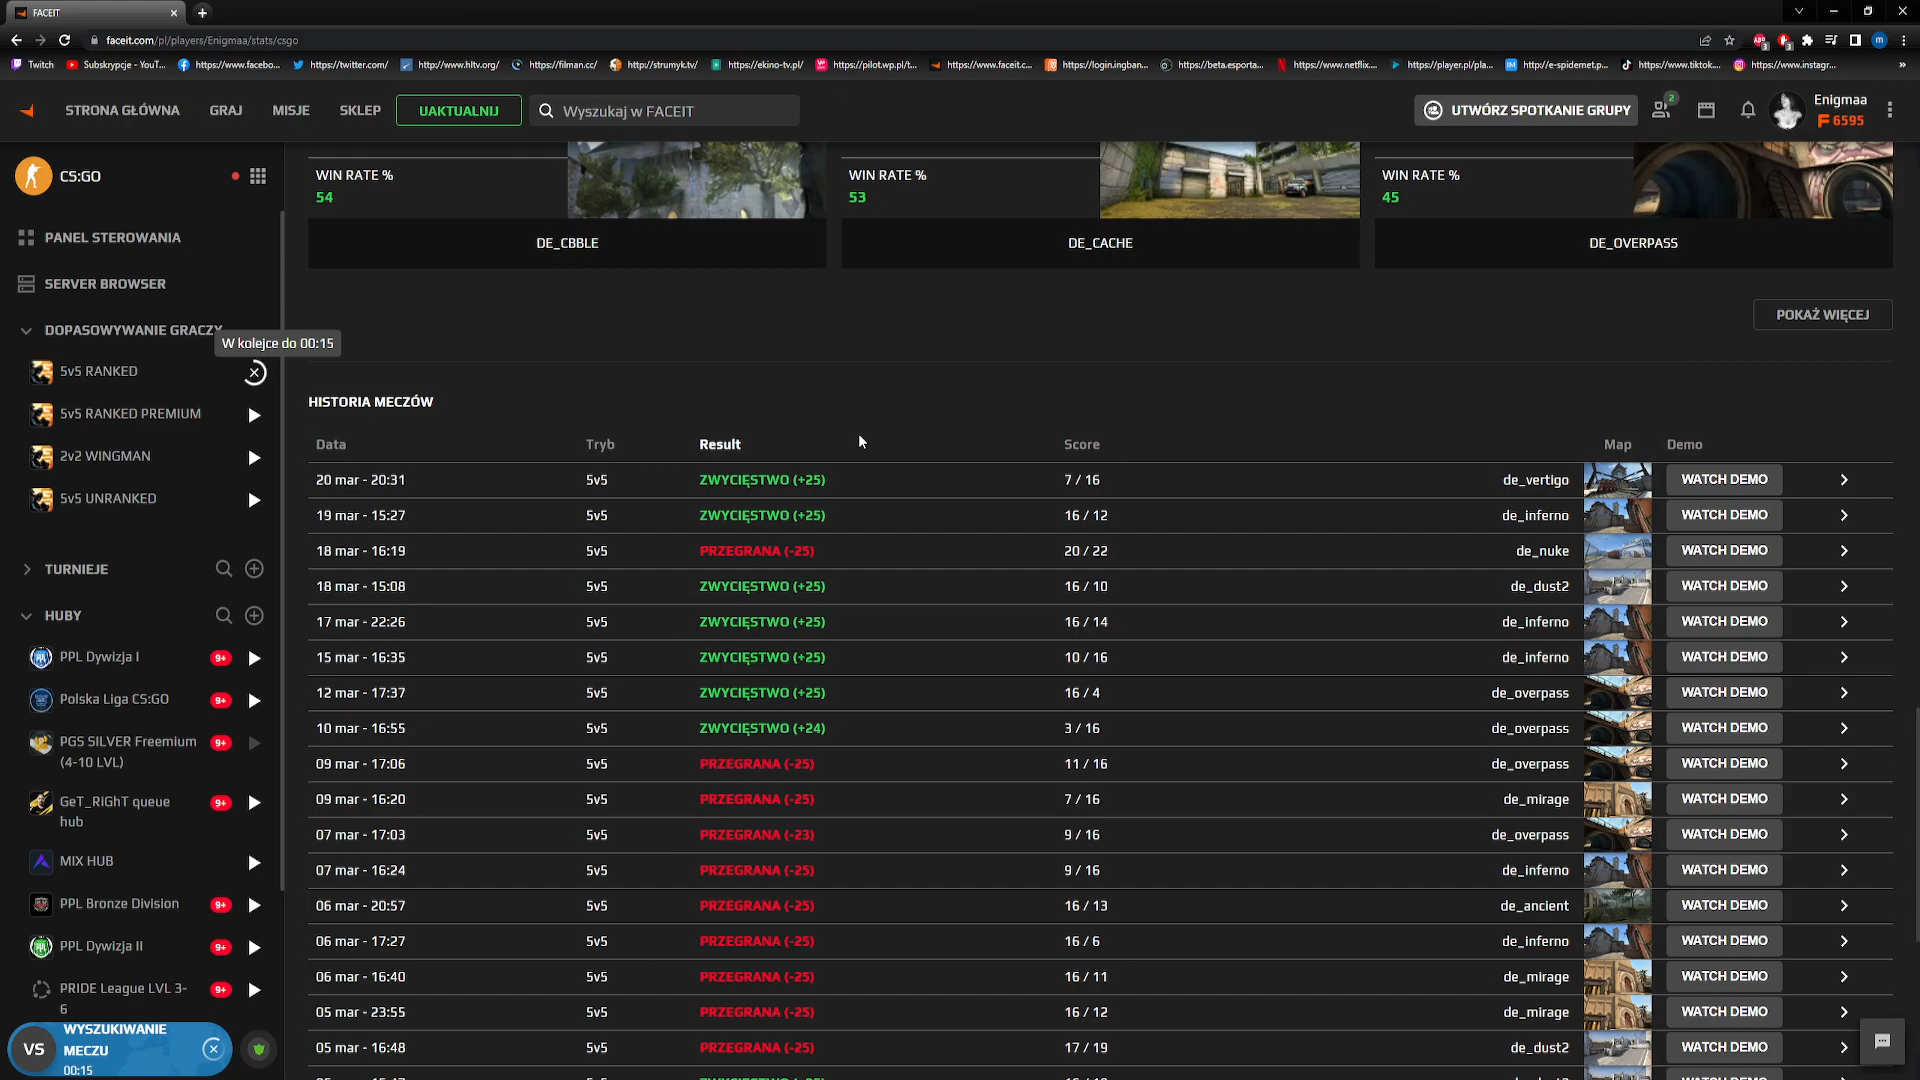 FACEIT
faceit.com/pl/players/Enigmaa/stats/csgo
Twitch
Subskrypcje - YouT...
https://www.facebo...
https://twitter.com/
http://www.hltv.org/
https://filman.cc/
http://strumyk.tv/
https://ekino-tv.pl/
https://pilot.wp.pl/t...
https://www.faceit.c...
https://login.ingban...
https://beta.esporta...
https://www.netflix....
https://player.pl/pla...
http://e-spidernet.p...
https://www.tiktok....
https://www.instagr...
STRONA GŁÓWNA
GRAJ
MISJE
SKLEP
UAKTUALNIJ
Wyszukaj w FACEIT
UTWÓRZ SPOTKANIE GRUPY
2
Enigmaa
6595
CS:GO
PANEL STEROWANIA
SERVER BROWSER
DOPASOWYWANIE GRACZY
W kolejce do 00:15
5v5 RANKED
5v5 RANKED PREMIUM
2v2 WINGMAN
5v5 UNRANKED
TURNIEJE
HUBY
PPL Dywizja I 9+
Polska Liga CS:GO 9+
PGS SILVER Freemium 9+
(4-10 LVL)
GeT_RiGhT queue 9+
hub
MIX HUB
PPL Bronze Division 9+
PPL Dywizja II 9+
PRIDE League LVL 3- 9+
6
VS
WYSZUKIWANIE
MECZU
00:15
WIN RATE %
54
DE_CBBLE
WIN RATE %
53
DE_CACHE
WIN RATE %
45
DE_OVERPASS
POKAŻ WIĘCEJ
HISTORIA MECZÓW
Data Tryb Result Score Map Demo
20 mar - 20:31 5v5 ZWYCIĘSTWO (+25) 7 / 16 de_vertigo WATCH DEMO
19 mar - 15:27 5v5 ZWYCIĘSTWO (+25) 16 / 12 de_inferno WATCH DEMO
18 mar - 16:19 5v5 PRZEGRANA (-25) 20 / 22 de_nuke WATCH DEMO
18 mar - 15:08 5v5 ZWYCIĘSTWO (+25) 16 / 10 de_dust2 WATCH DEMO
17 mar - 22:26 5v5 ZWYCIĘSTWO (+25) 16 / 14 de_inferno WATCH DEMO
15 mar - 16:35 5v5 ZWYCIĘSTWO (+25) 10 / 16 de_inferno WATCH DEMO
12 mar - 17:37 5v5 ZWYCIĘSTWO (+25) 16 / 4 de_overpass WATCH DEMO
10 mar - 16:55 5v5 ZWYCIĘSTWO (+24) 3 / 16 de_overpass WATCH DEMO
09 mar - 17:06 5v5 PRZEGRANA (-25) 11 / 16 de_overpass WATCH DEMO
09 mar - 16:20 5v5 PRZEGRANA (-25) 7 / 16 de_mirage WATCH DEMO
07 mar - 17:03 5v5 PRZEGRANA (-23) 9 / 16 de_overpass WATCH DEMO
07 mar - 16:24 5v5 PRZEGRANA (-25) 9 / 16 de_inferno WATCH DEMO
06 mar - 20:57 5v5 PRZEGRANA (-25) 16 / 13 de_ancient WATCH DEMO
06 mar - 17:27 5v5 PRZEGRANA (-25) 16 / 6 de_inferno WATCH DEMO
06 mar - 16:40 5v5 PRZEGRANA (-25) 16 / 11 de_mirage WATCH DEMO
05 mar - 23:55 5v5 PRZEGRANA (-25) 16 / 12 de_mirage WATCH DEMO
05 mar - 16:48 5v5 PRZEGRANA (-25) 17 / 19 de_dust2 WATCH DEMO